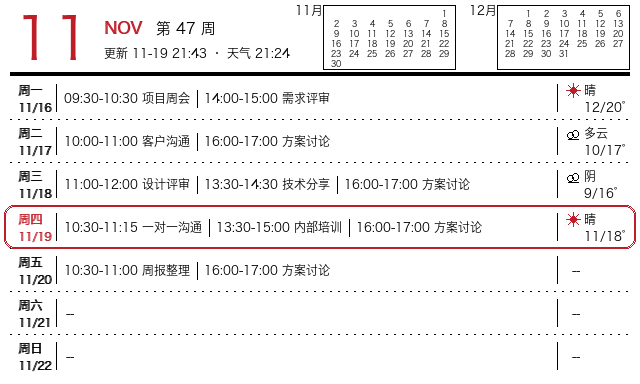 11
NOV 第 47 周
更新 11-19 21:43 · 天气 21:24
11月
1
2 3 4 5 6 7 8
9 10 11 12 13 14 15
16 17 18 19 20 21 22
23 24 25 26 27 28 29
30
12月
1 2 3 4 5 6
7 8 9 10 11 12 13
14 15 16 17 18 19 20
21 22 23 24 25 26 27
28 29 30 31
周一 11/16
09:30-10:30 项目周会 14:00-15:00 需求评审
晴
12/20°
周二 11/17
10:00-11:00 客户沟通 16:00-17:00 方案讨论
多云
10/17°
周三 11/18
11:00-12:00 设计评审 13:30-14:30 技术分享 16:00-17:00 方案讨论
阴
9/16°
周四 11/19
10:30-11:15 一对一沟通 13:30-15:00 内部培训 16:00-17:00 方案讨论
晴
11/18°
周五 11/20
10:30-11:00 周报整理 16:00-17:00 方案讨论
--
周六 11/21
--
--
周日 11/22
--
--